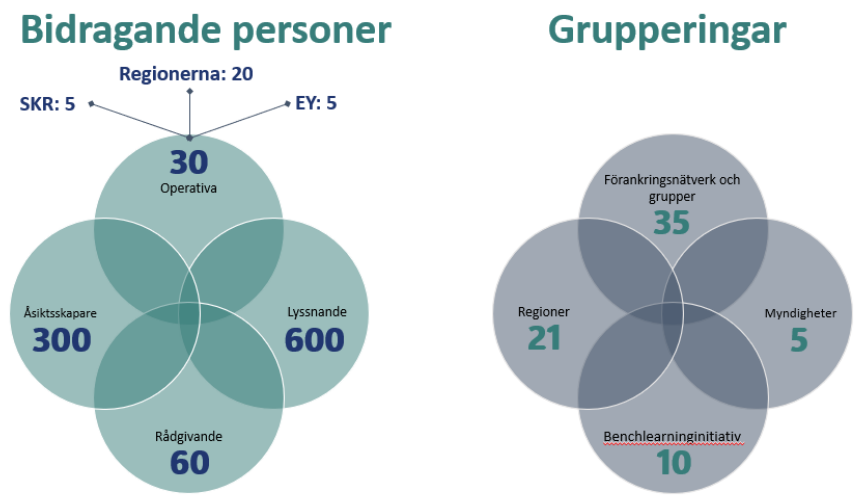 Bidragande personer
Regionerna: 20
SKR: 5
EY: 5
30
Operativa
Åsiktsskapare
300
Lyssnande
600
Rådgivande
60
Grupperingar
Förankringsnätverk och
grupper
35
Regioner
21
Myndigheter
5
Benchlearninginitiativ
10